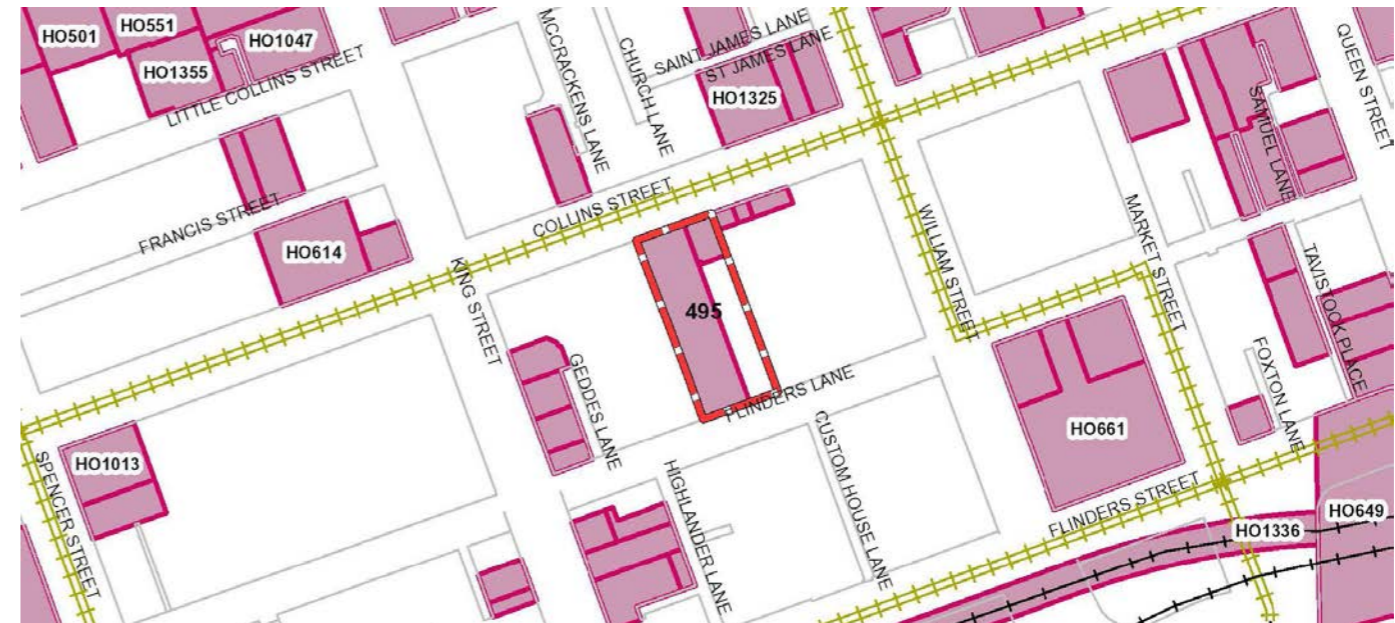 HO551
HO501
HO1047
HO1355
LITTLE COLLINS STREET
MCCRACKENS LANE
CHURCH LANE
SAINT JAMES LANE
ST JAMES LANE
HO1325
QUEEN STREET
SAMUEL LANE
FRANCIS STREET
HO614
COLLINS STREET
KING STREET
WILLIAM STREET
MARKET STREET
TAVISTOCK PLACE
495
GEDDES LANE
FLINDERS LANE
FOXTON LANE
HO661
CUSTOM HOUSE LANE
HO1013
SPENCER STREET
HIGHLANDER LANE
FLINDERS STREET
HO1336
HO649